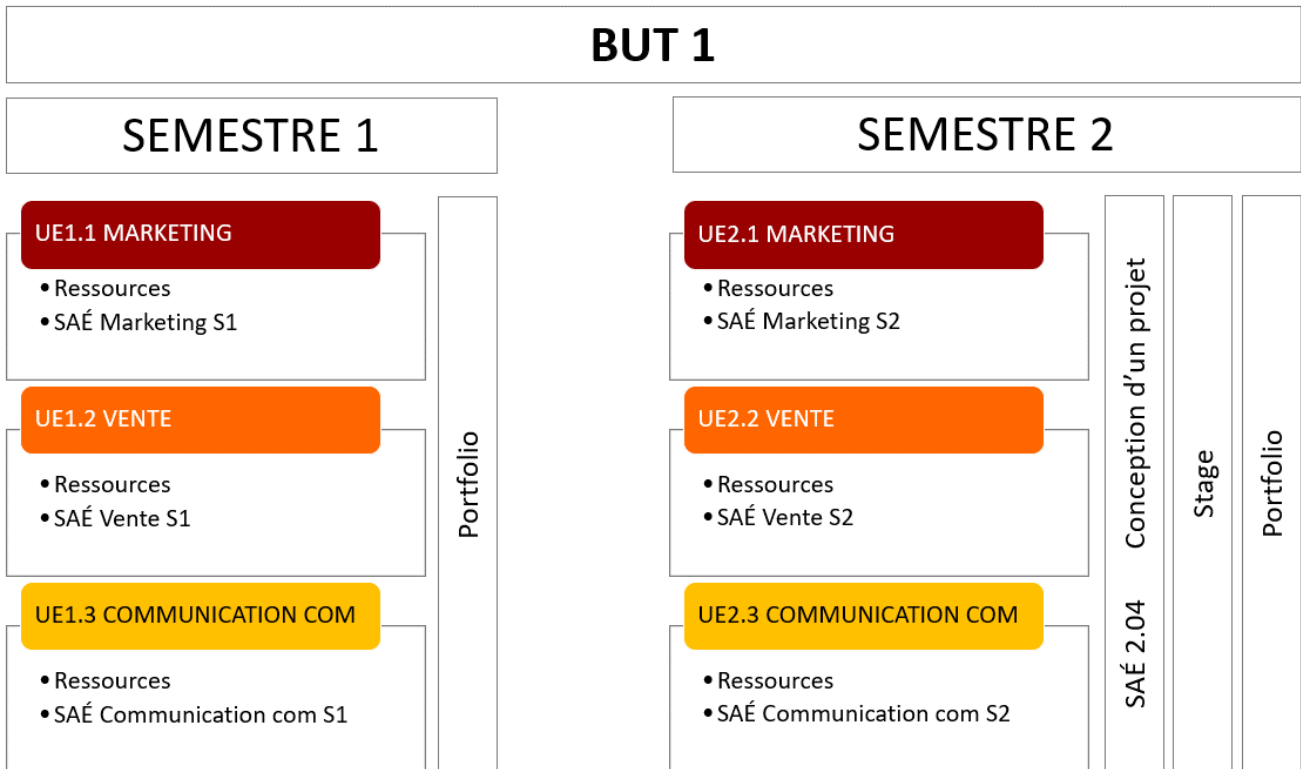 BUT 1
SEMESTRE 1
UE1.1 MARKETING
• Ressources
• SAÉ Marketing S1
UE1.2 VENTE
• Ressources
• SAÉ Vente S1
UE1.3 COMMUNICATION COM
• Ressources
• SAÉ Communication com S1
Portfolio
SEMESTRE 2
UE2.1 MARKETING
• Ressources
• SAÉ Marketing S2
UE2.2 VENTE
• Ressources
• SAÉ Vente S2
UE2.3 COMMUNICATION COM
• Ressources
• SAÉ Communication com S2
SAÉ 2.04 Conception d’un projet
Stage
Portfolio